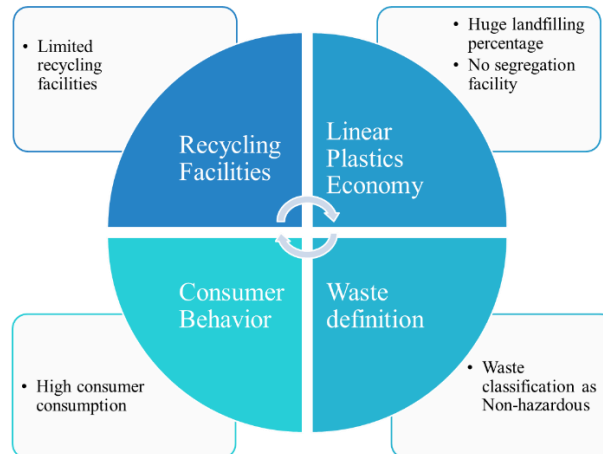 • Limited
recycling
facilities
• Huge landfilling
percentage
• No segregation
facility
Recycling
Facilities
Linear
Plastics
Economy
Consumer
Behavior
Waste
definition
• High consumer
consumption
• Waste
classification as
Non-hazardous